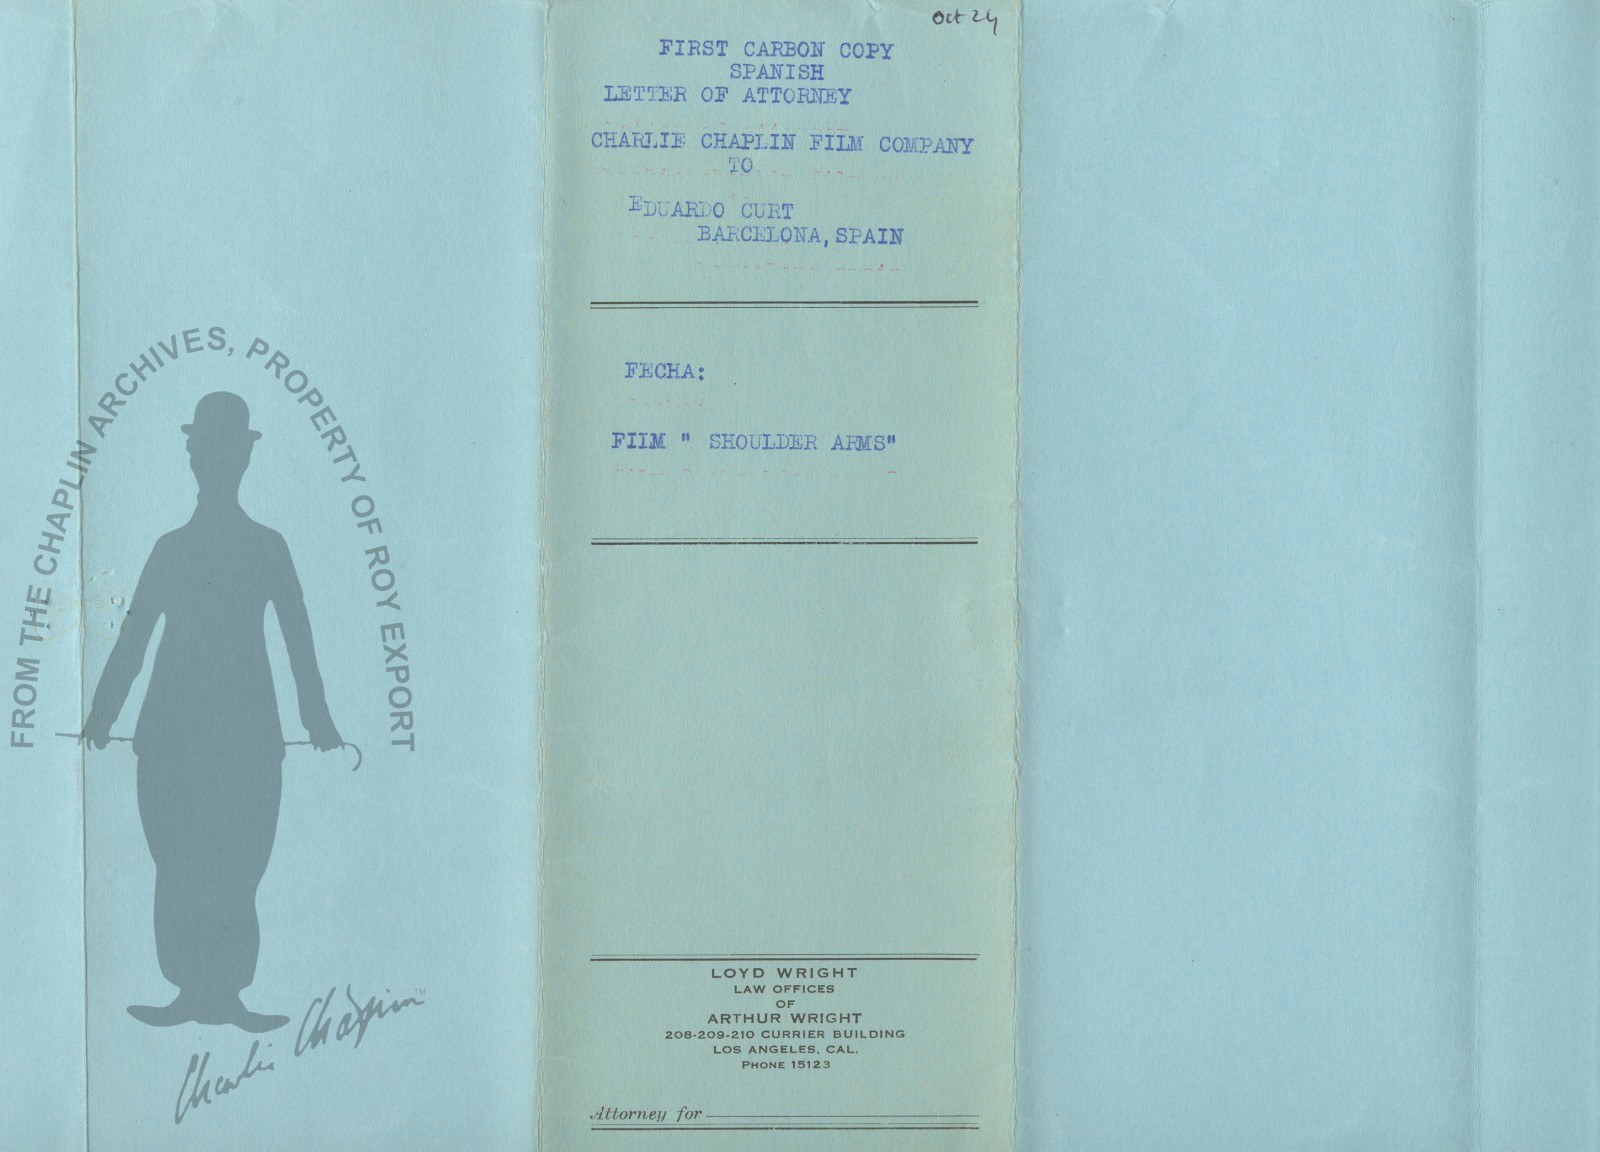 Oct 24
FIRST CARBON COPY
SPANISH
LETTER OF ATTORNEY
CHARLIE CHAPLIN FILM COMPANY
TO
EDUARDO CURT
BARCELONA, SPAIN
FECHA:
FIIM " SHOULDER ARMS"
LOYD WRIGHT
LAW OFFICES
OF
ARTHUR WRIGHT
208-209-210 CURRIER BUILDING
LOS ANGELES, CAL.
PHONE 15123
Attorney for
FROM THE CHAPLIN ARCHIVES, PROPERTY OF ROY EXPORT
Charlie Chaplin™